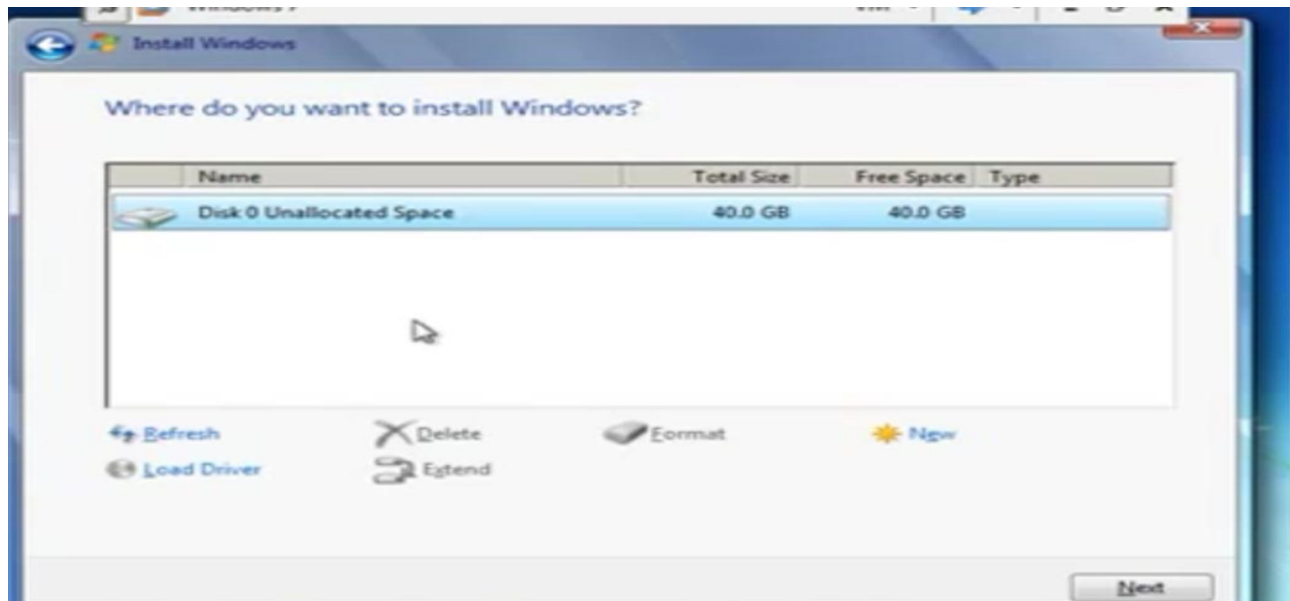 Install Windows
Where do you want to install Windows?
Name Total Size Free Space Type
Disk 0 Unallocated Space 40.0 GB 40.0 GB
Refresh Delete Format New
Load Driver Extend
Next